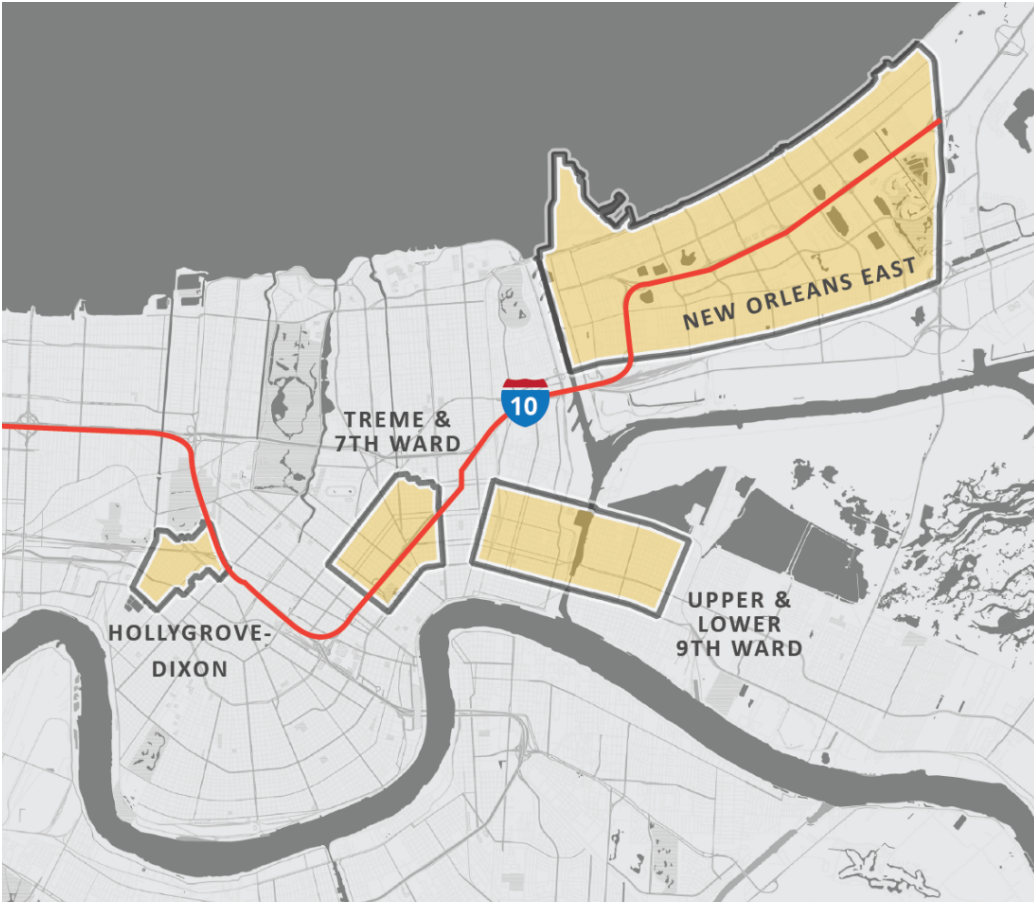 NEW ORLEANS EAST
10
TREME &
7TH WARD
UPPER &
LOWER
9TH WARD
HOLLYGROVE-
DIXON